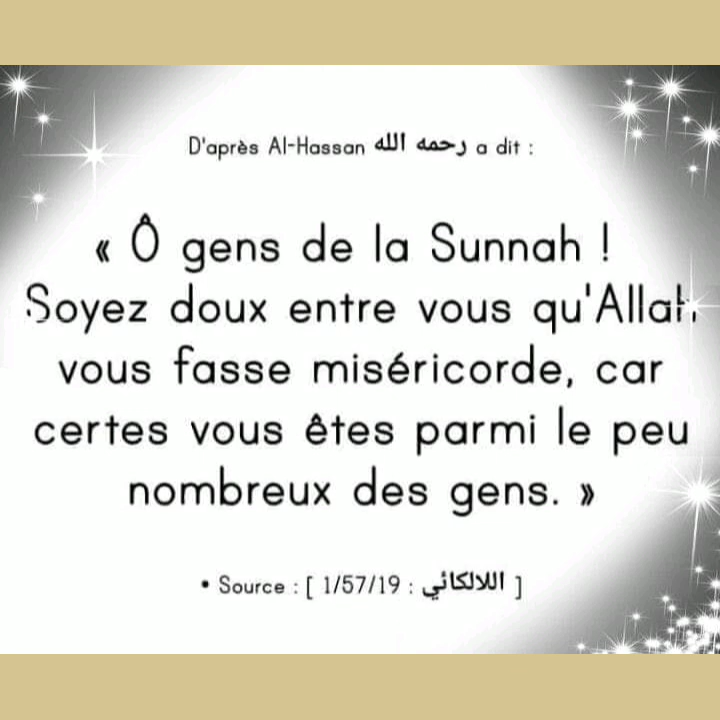 D'après Al-Hassan رحمه الله a dit :
« Ô gens de la Sunnah !
Soyez doux entre vous qu'Allah
vous fasse miséricorde, car
certes vous êtes parmi le peu
nombreux des gens. »
• Source : [ 1/57/19 : اللالكائي ]